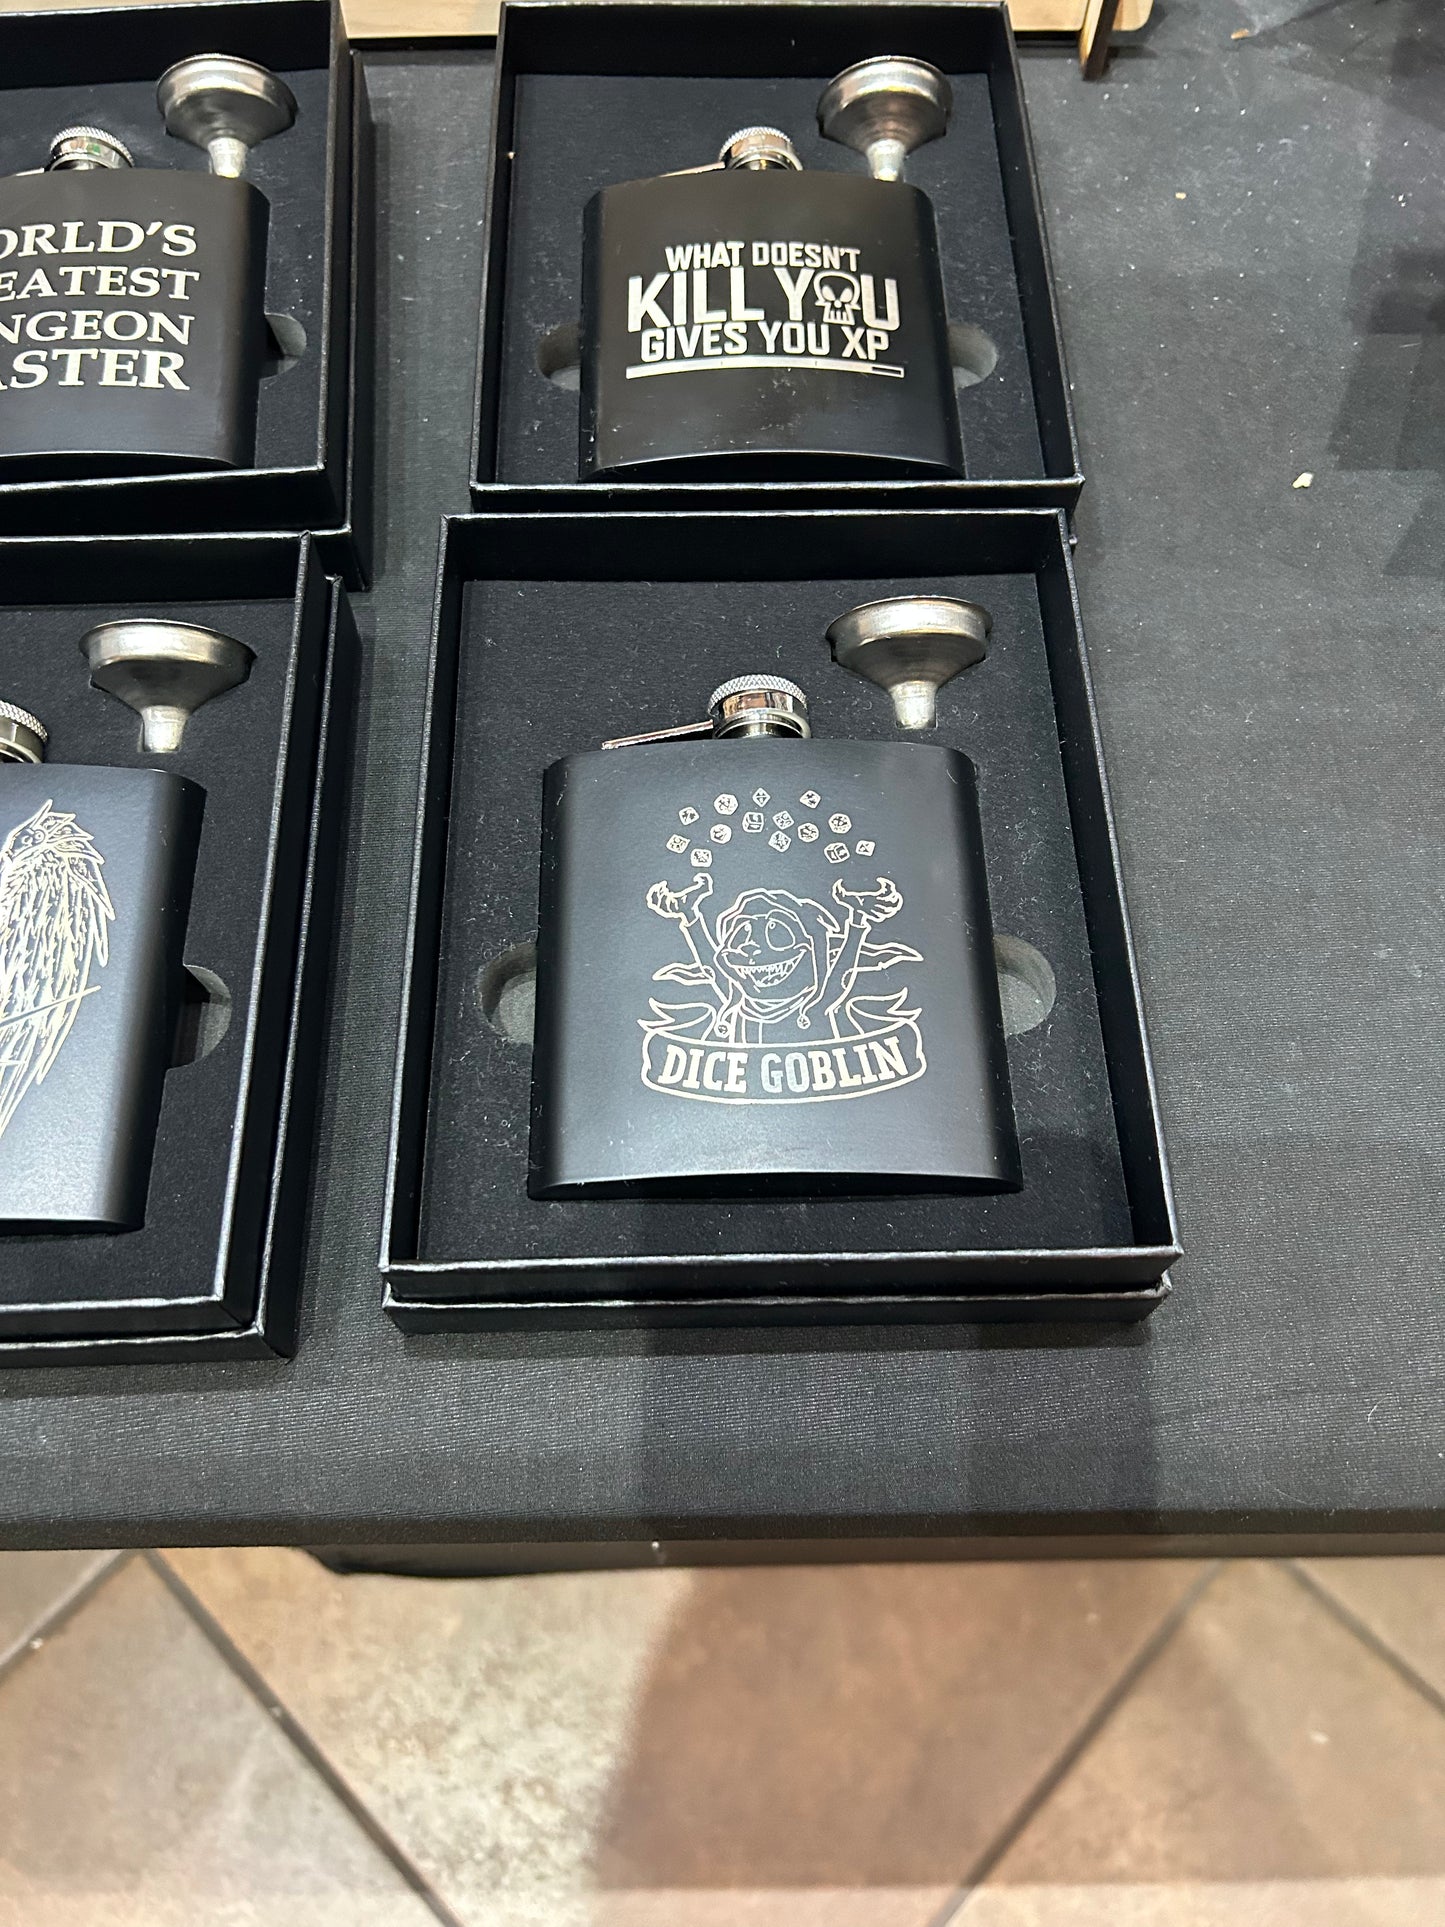 ORLD'S
EATEST
NGEON
ASTER
WHAT DOESN'T
KILL YOU
GIVES YOU XP
DICE GOBLIN